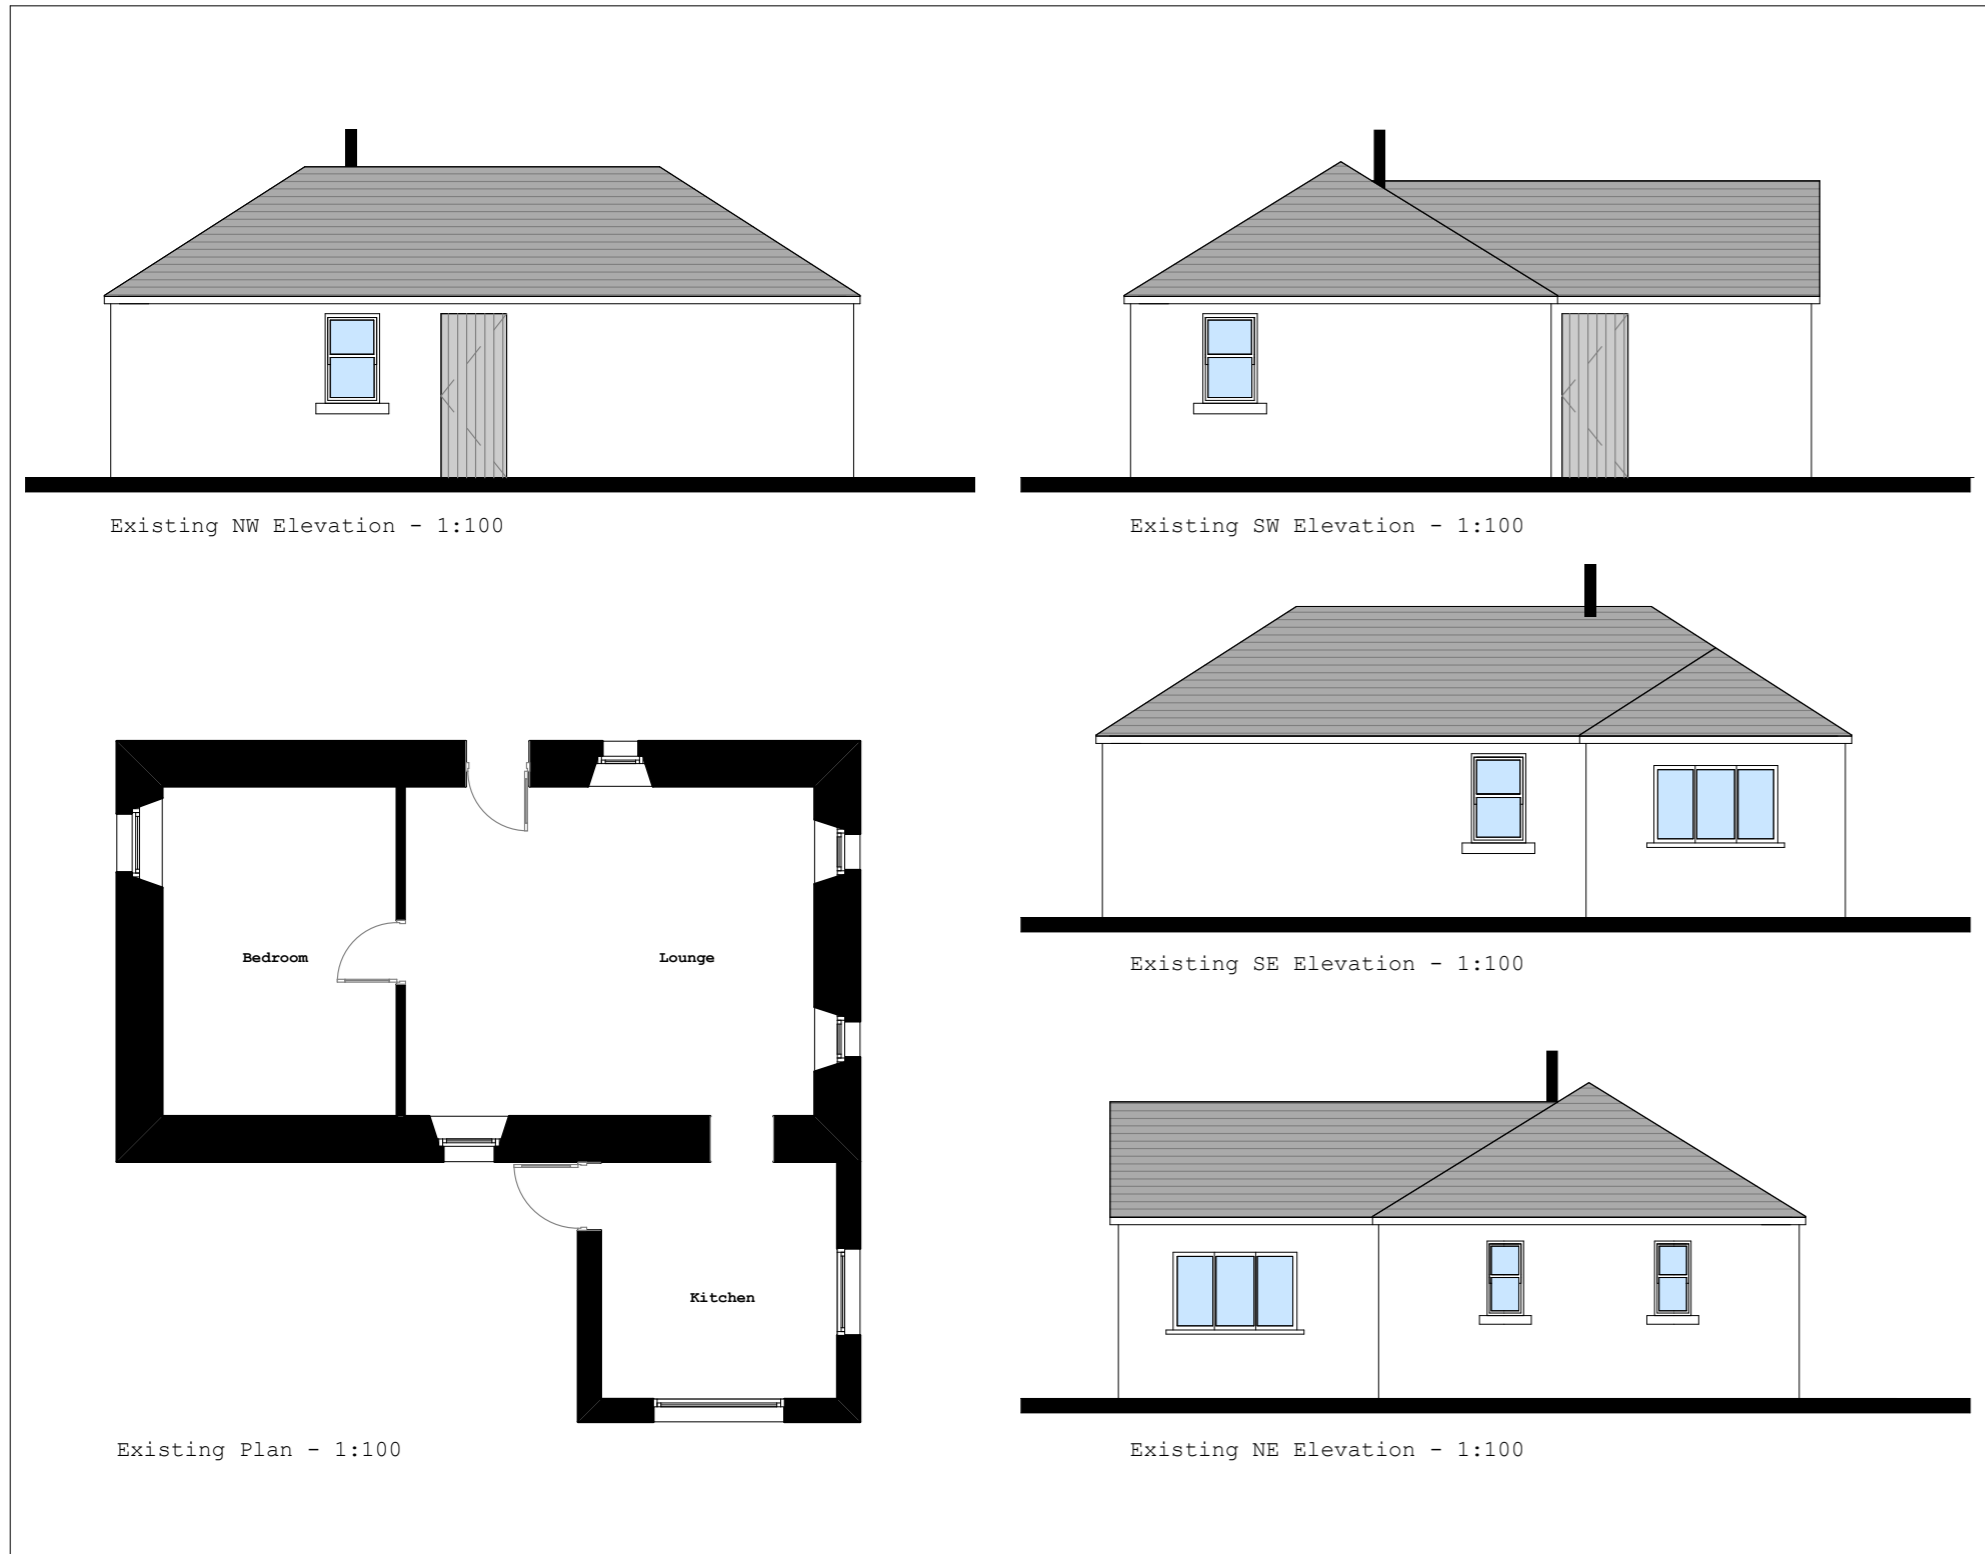 Existing NW Elevation - 1:100
Existing SW Elevation - 1:100
Existing SE Elevation - 1:100
Bedroom
Lounge
Kitchen
Existing Plan - 1:100
Existing NE Elevation - 1:100